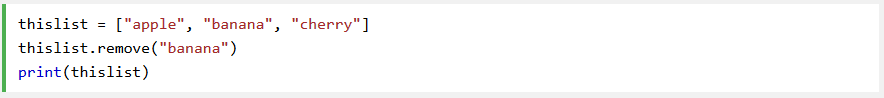 thislist = ["apple", "banana", "cherry"]
thislist.remove("banana")
print(thislist)